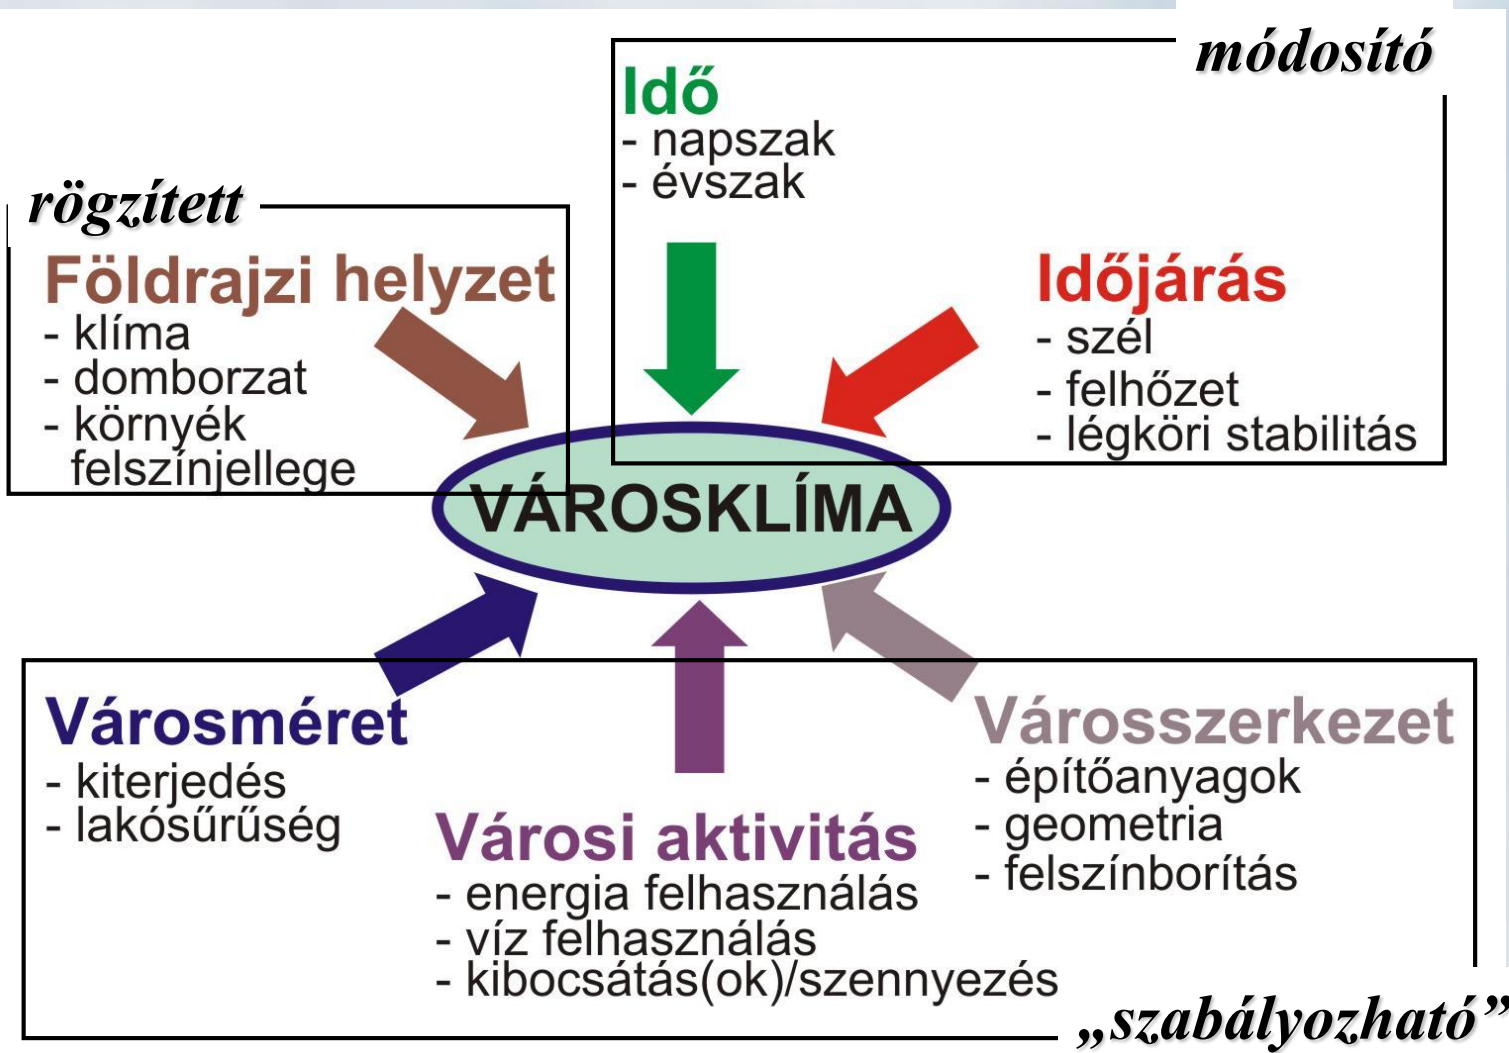 módosító
Idő
- napszak
- évszak
rögzített
Földrajzi helyzet
- klíma
- domborzat
- környék
felszínjellege
Időjárás
- szél
- felhőzet
- légköri stabilitás
VÁROSKLÍMA
Városméret
- kiterjedés
- lakósűrűség
Városi aktivitás
- energia felhasználás
- víz felhasználás
- kibocsátás(ok)/szennyezés
Városszerkezet
- építőanyagok
- geometria
- felszínborítás
„szabályozható”